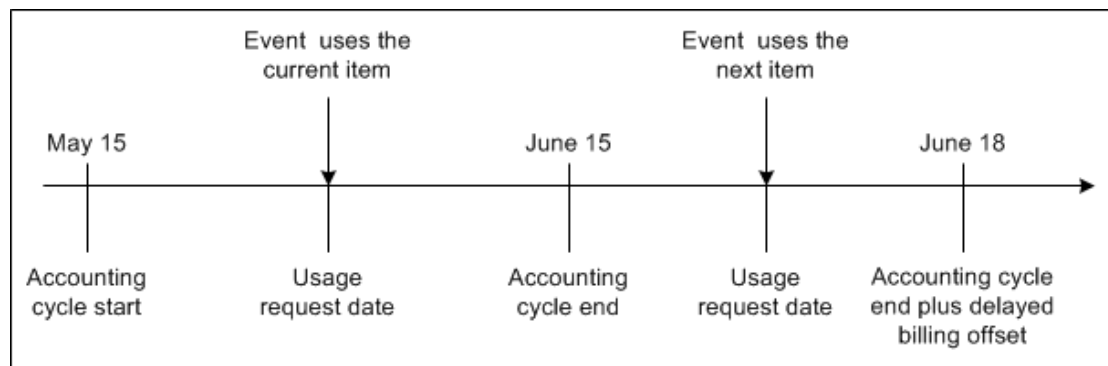 Event uses the
current item
Event uses the
next item
May 15
June 15
June 18
Accounting
cycle start
Usage
request date
Accounting
cycle end
Usage
request date
Accounting cycle
end plus delayed
billing offset